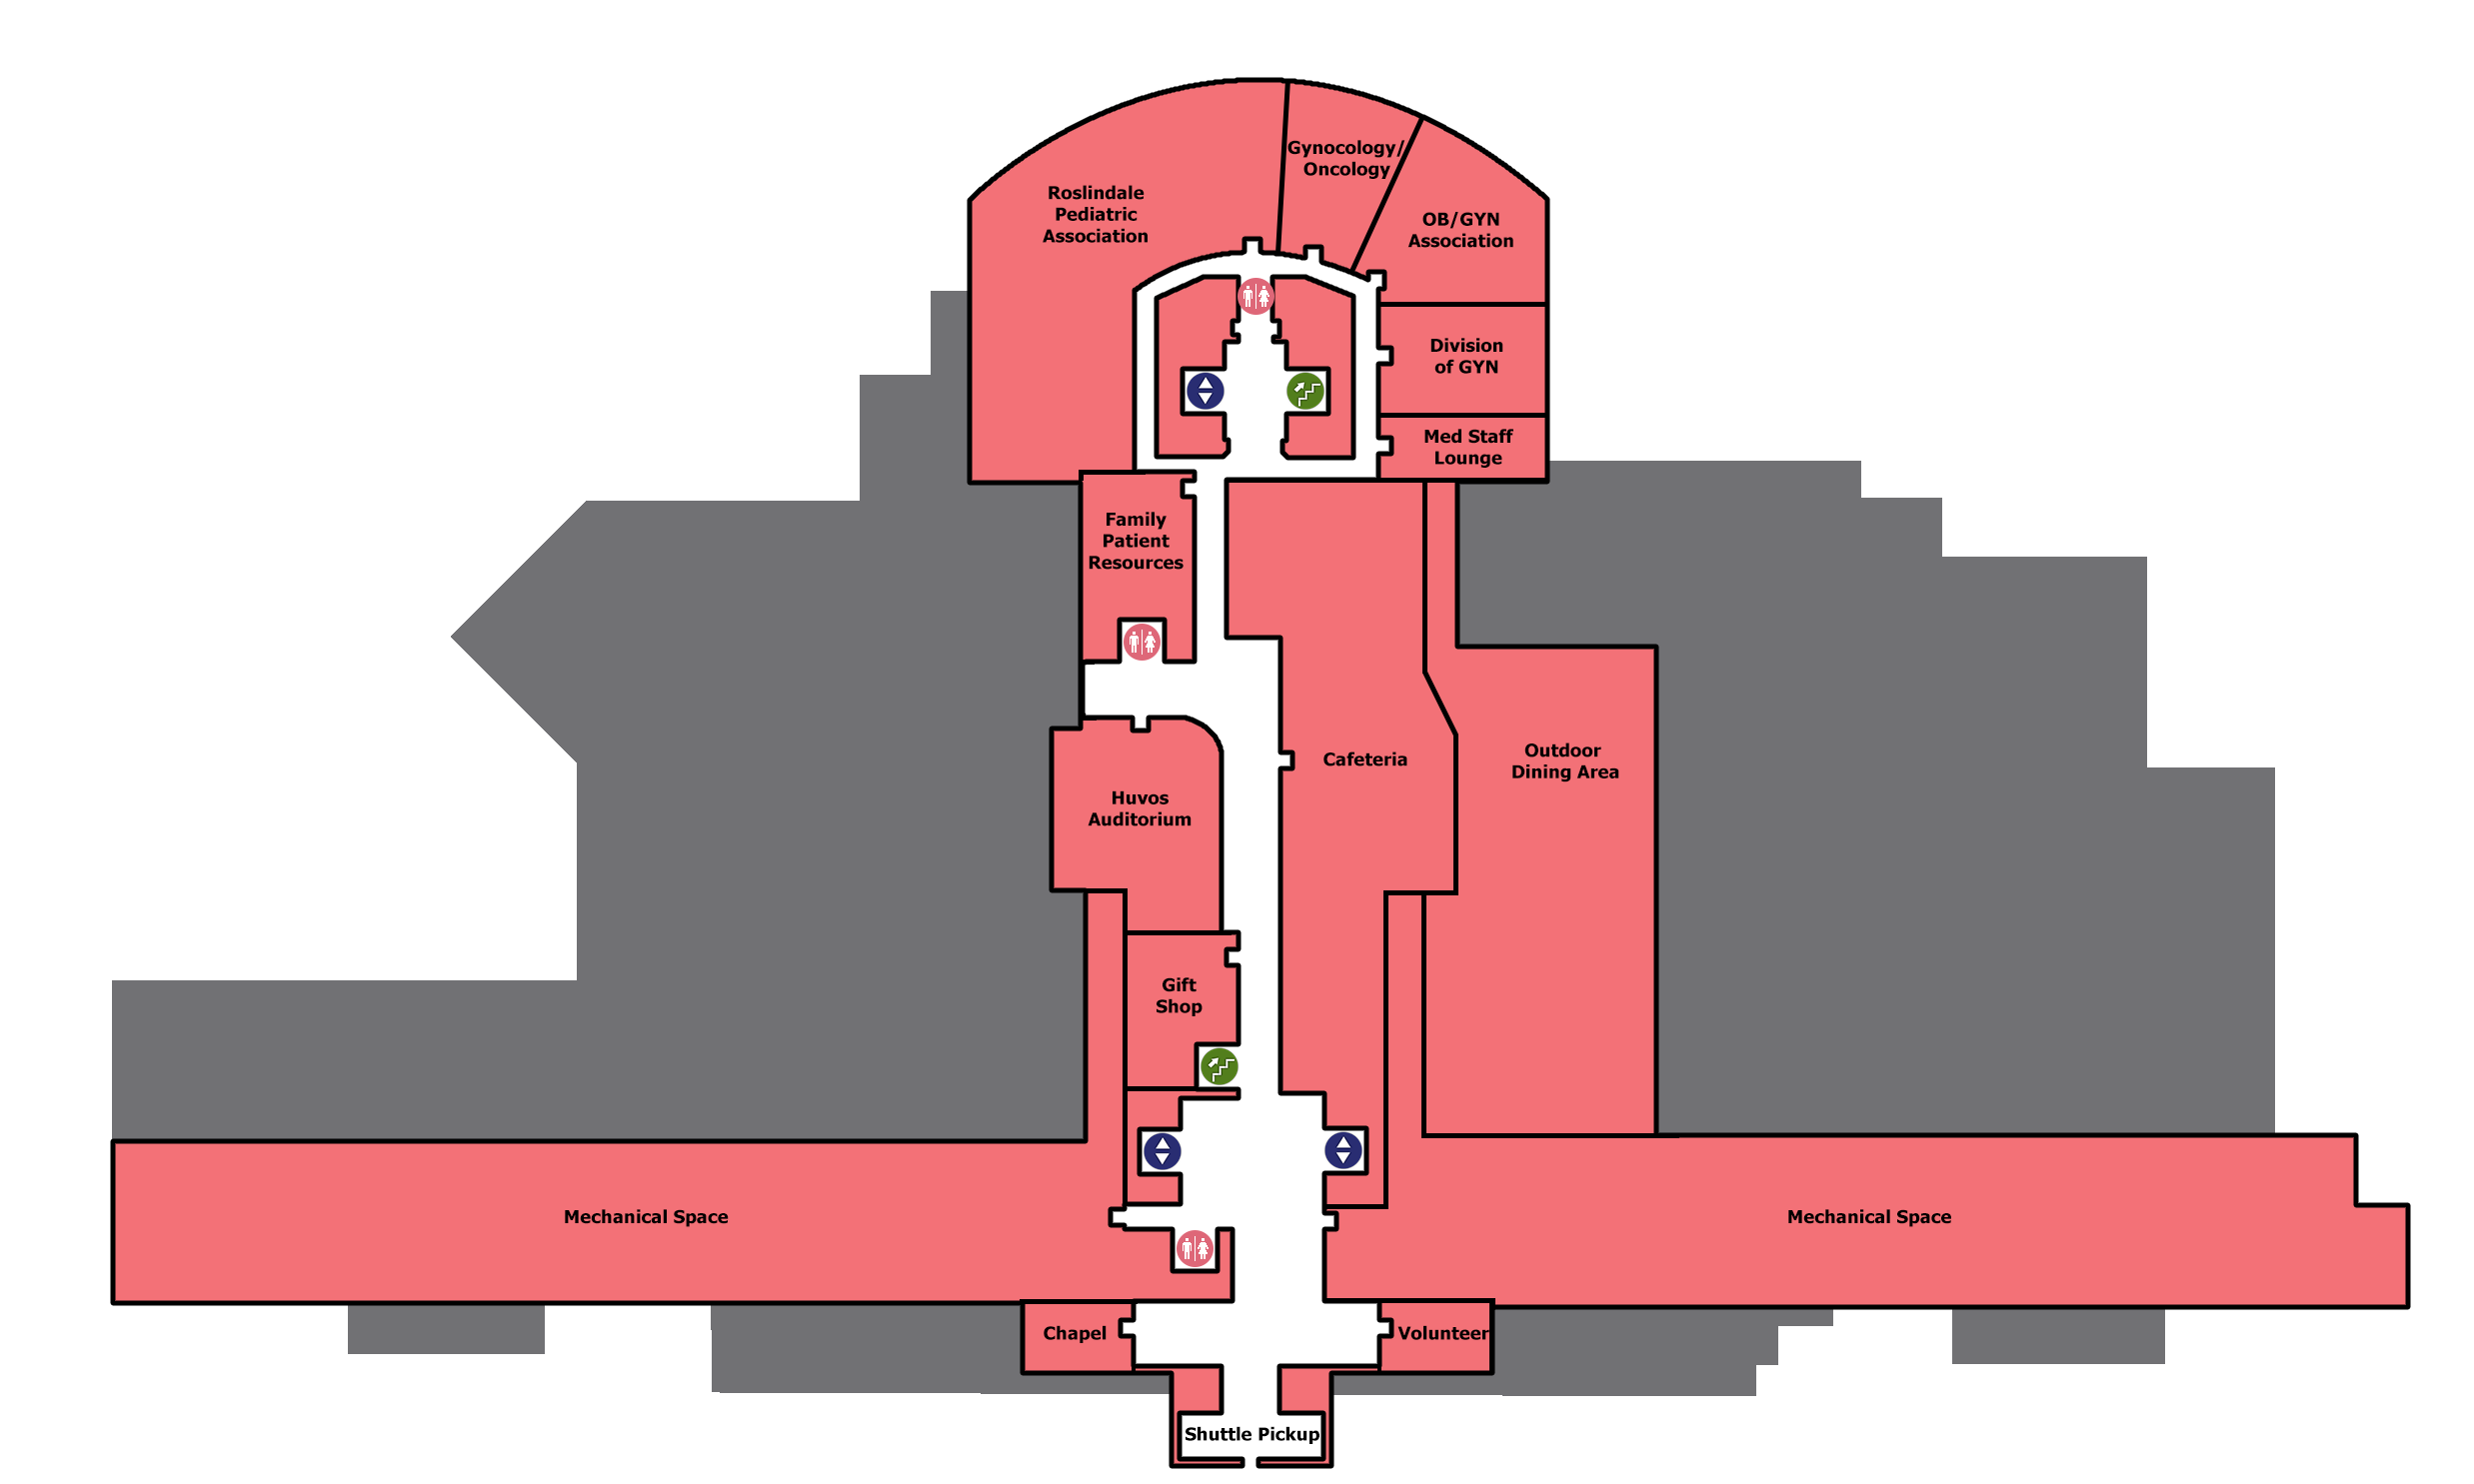 Gynocology/
Oncology
Roslindale
Pediatric
Association
OB/GYN
Association
Division
of GYN
Med Staff
Lounge
Family
Patient
Resources
Cafeteria
Outdoor
Dining Area
Huvos
Auditorium
Gift
Shop
Mechanical Space
Mechanical Space
Chapel
Volunteer
Shuttle Pickup